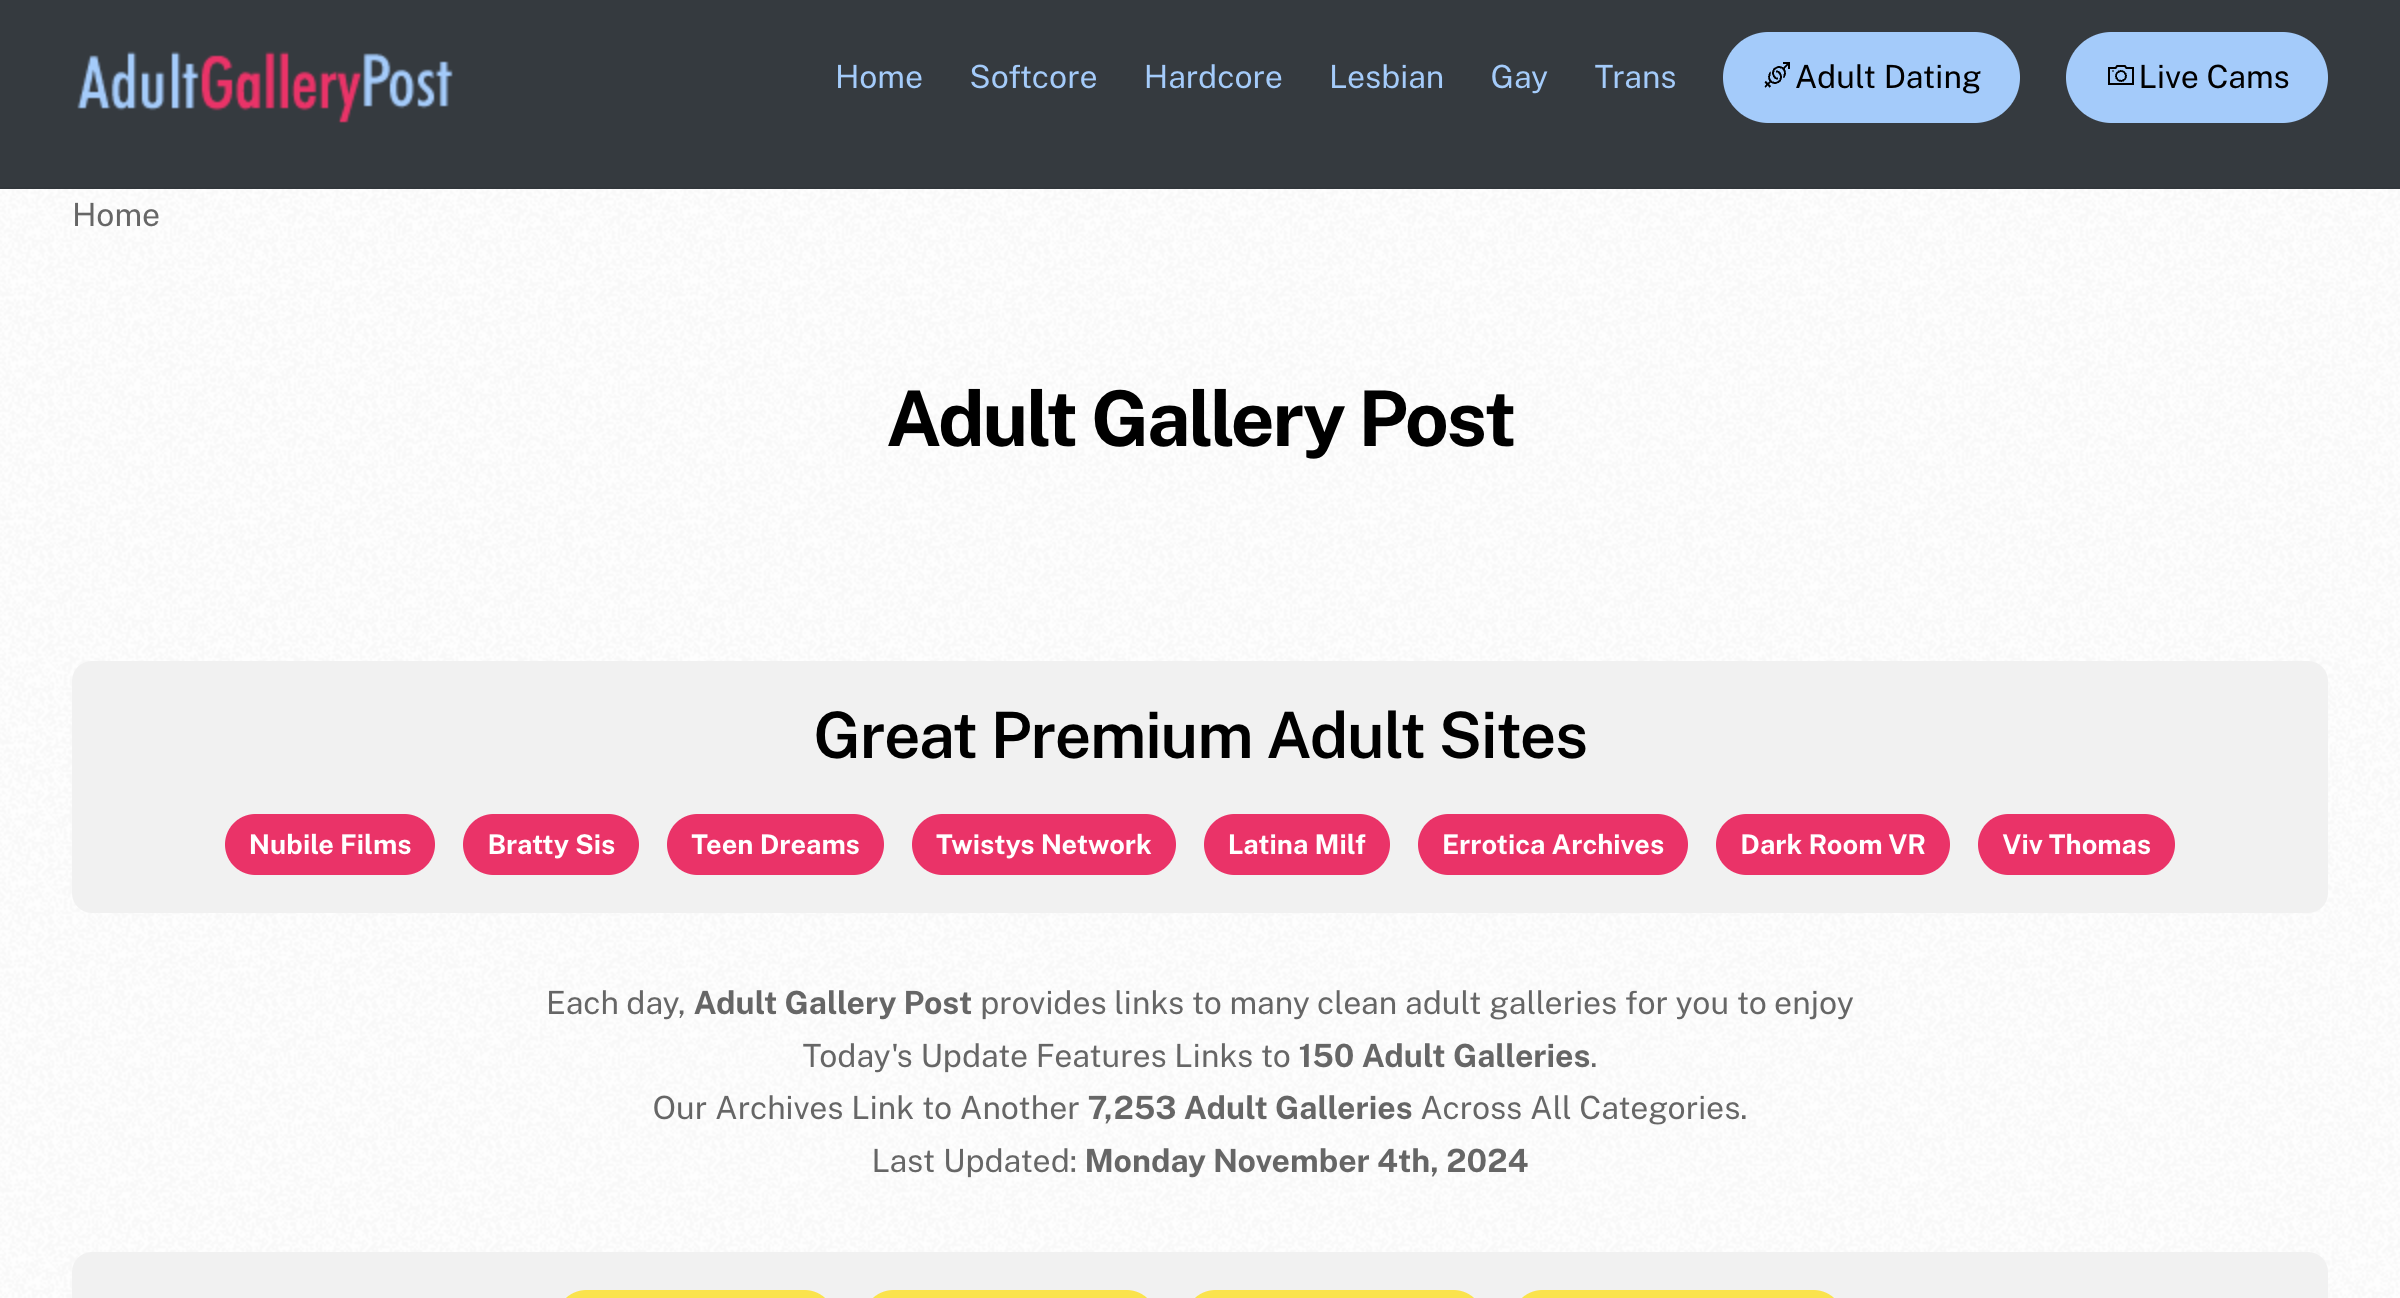 AdultGalleryPost
Home Softcore Hardcore Lesbian Gay Trans Adult Dating Live Cams
Home
Adult Gallery Post
Great Premium Adult Sites
Nubile Films Bratty Sis Teen Dreams Twistys Network Latina Milf Errotica Archives Dark Room VR Viv Thomas
Each day, Adult Gallery Post provides links to many clean adult galleries for you to enjoy
Today's Update Features Links to 150 Adult Galleries.
Our Archives Link to Another 7,253 Adult Galleries Across All Categories.
Last Updated: Monday November 4th, 2024